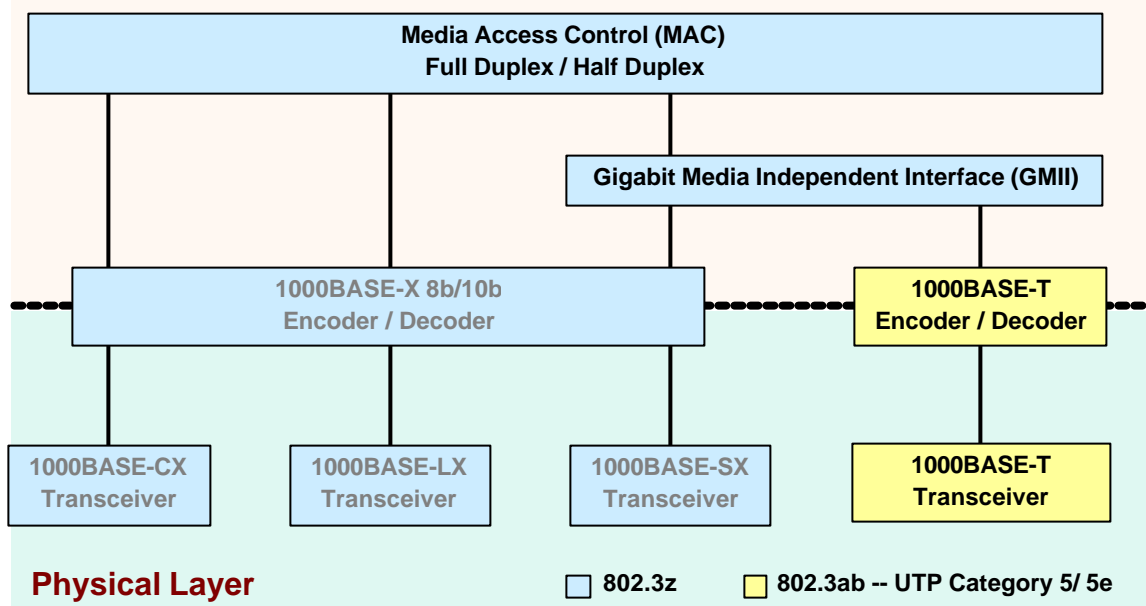 Media Access Control (MAC)
Full Duplex / Half Duplex
Gigabit Media Independent Interface (GMII)
1000BASE-X 8b/10b
Encoder / Decoder
1000BASE-T
Encoder / Decoder
1000BASE-CX
Transceiver
1000BASE-LX
Transceiver
1000BASE-SX
Transceiver
1000BASE-T
Transceiver
Physical Layer
802.3z
802.3ab -- UTP Category 5/ 5e